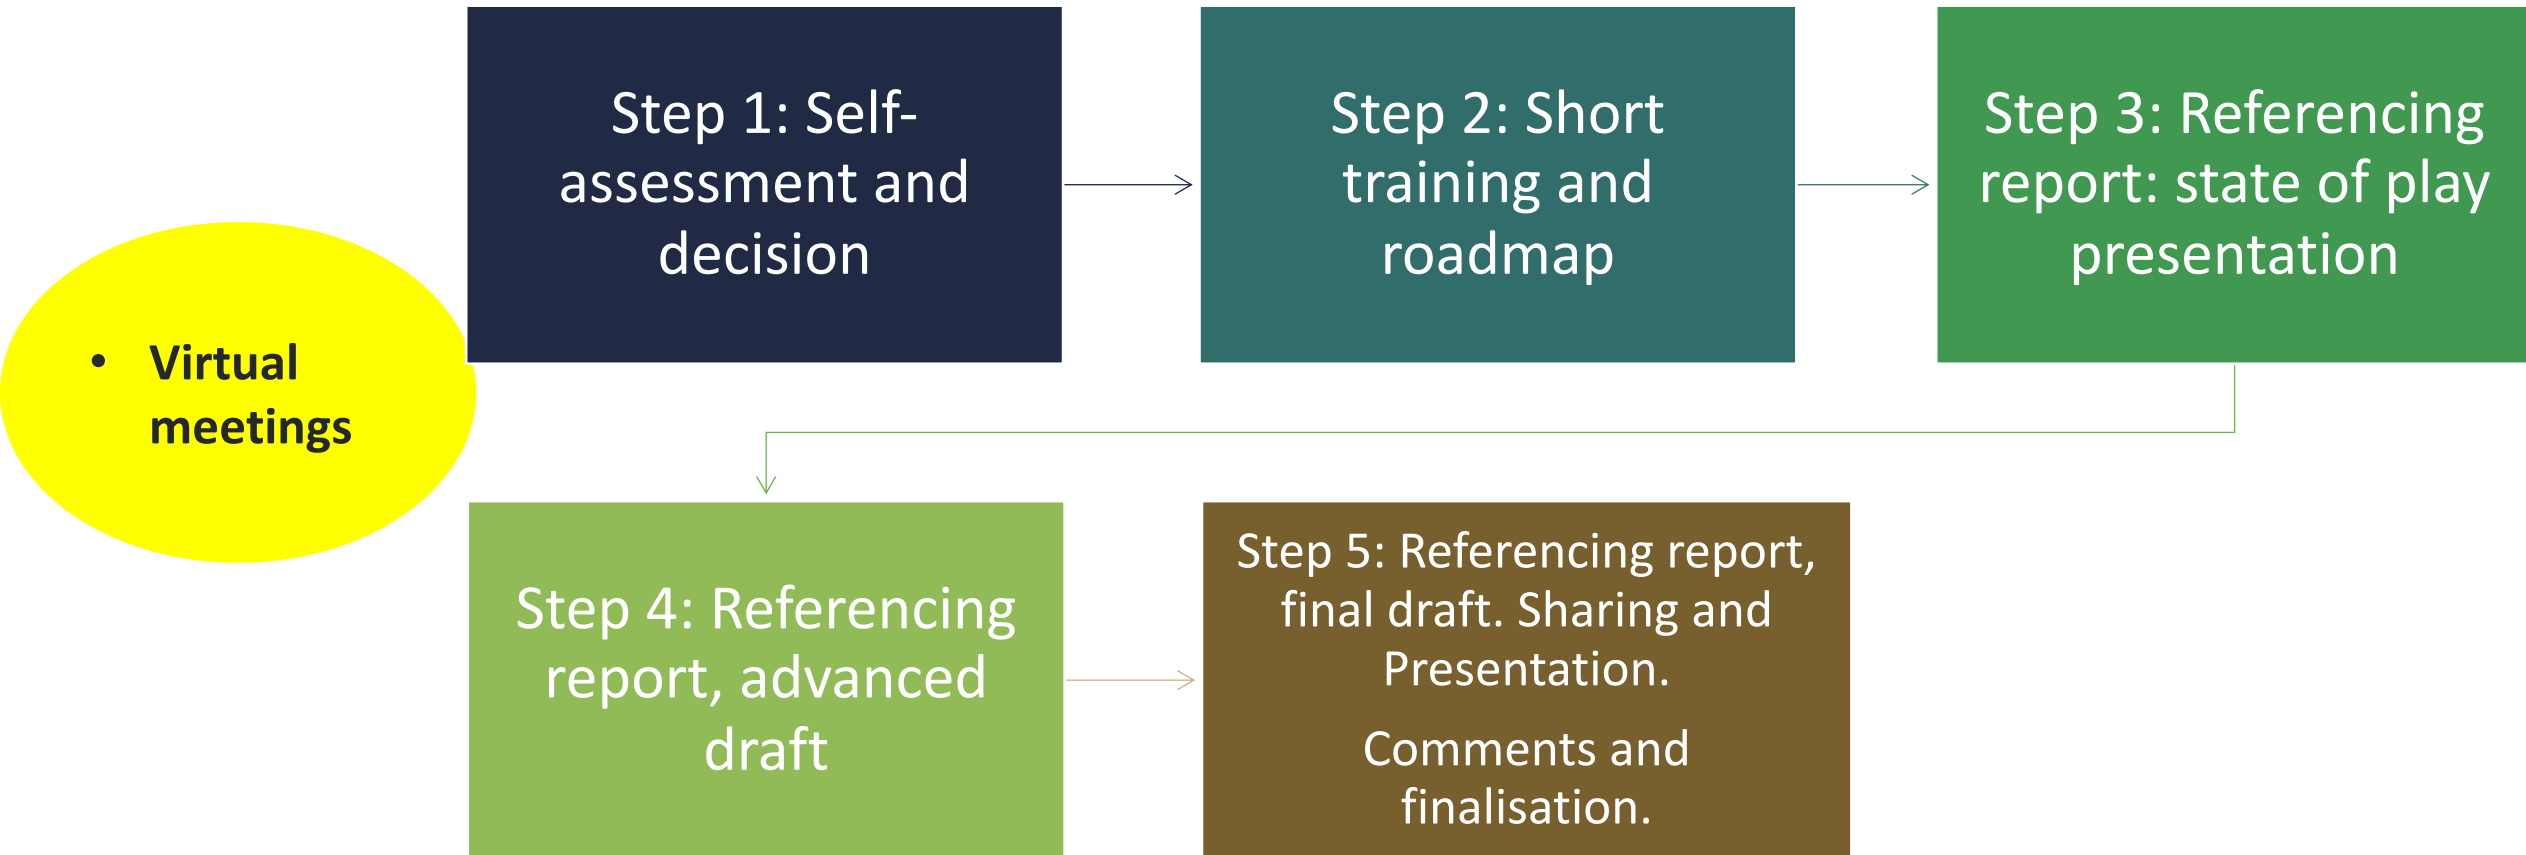 Step 1: Self-
assessment and
decision
Step 2: Short
training and
roadmap
Step 3: Referencing
report: state of play
presentation
• Virtual
meetings
Step 4: Referencing
report, advanced
draft
Step 5: Referencing report,
final draft. Sharing and
Presentation.
Comments and
finalisation.